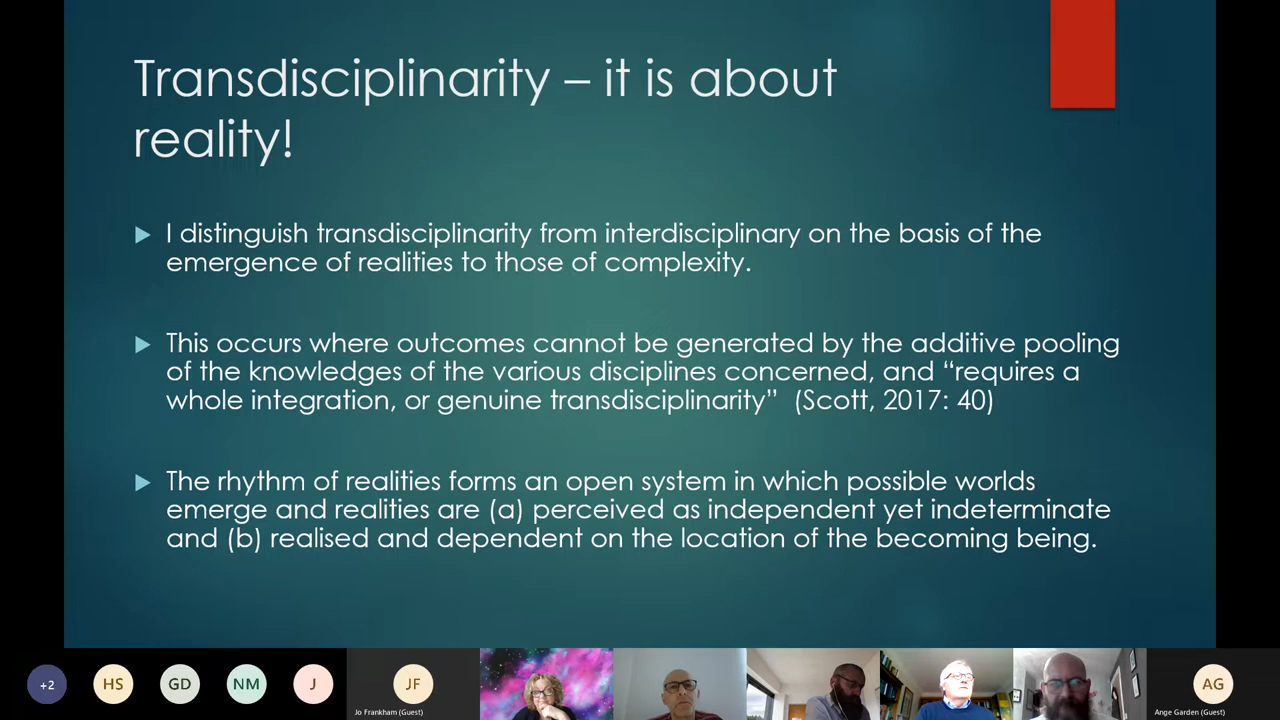 Transdisciplinarity – it is about
reality!
I distinguish transdisciplinarity from interdisciplinary on the basis of the
emergence of realities to those of complexity.
This occurs where outcomes cannot be generated by the additive pooling
of the knowledges of the various disciplines concerned, and “requires a
whole integration, or genuine transdisciplinarity” (Scott, 2017: 40)
The rhythm of realities forms an open system in which possible worlds
emerge and realities are (a) perceived as independent yet indeterminate
and (b) realised and dependent on the location of the becoming being.
+2
HS
GD
NM
J
JF
Jo Frankham (Guest)
AG
Ange Garden (Guest)